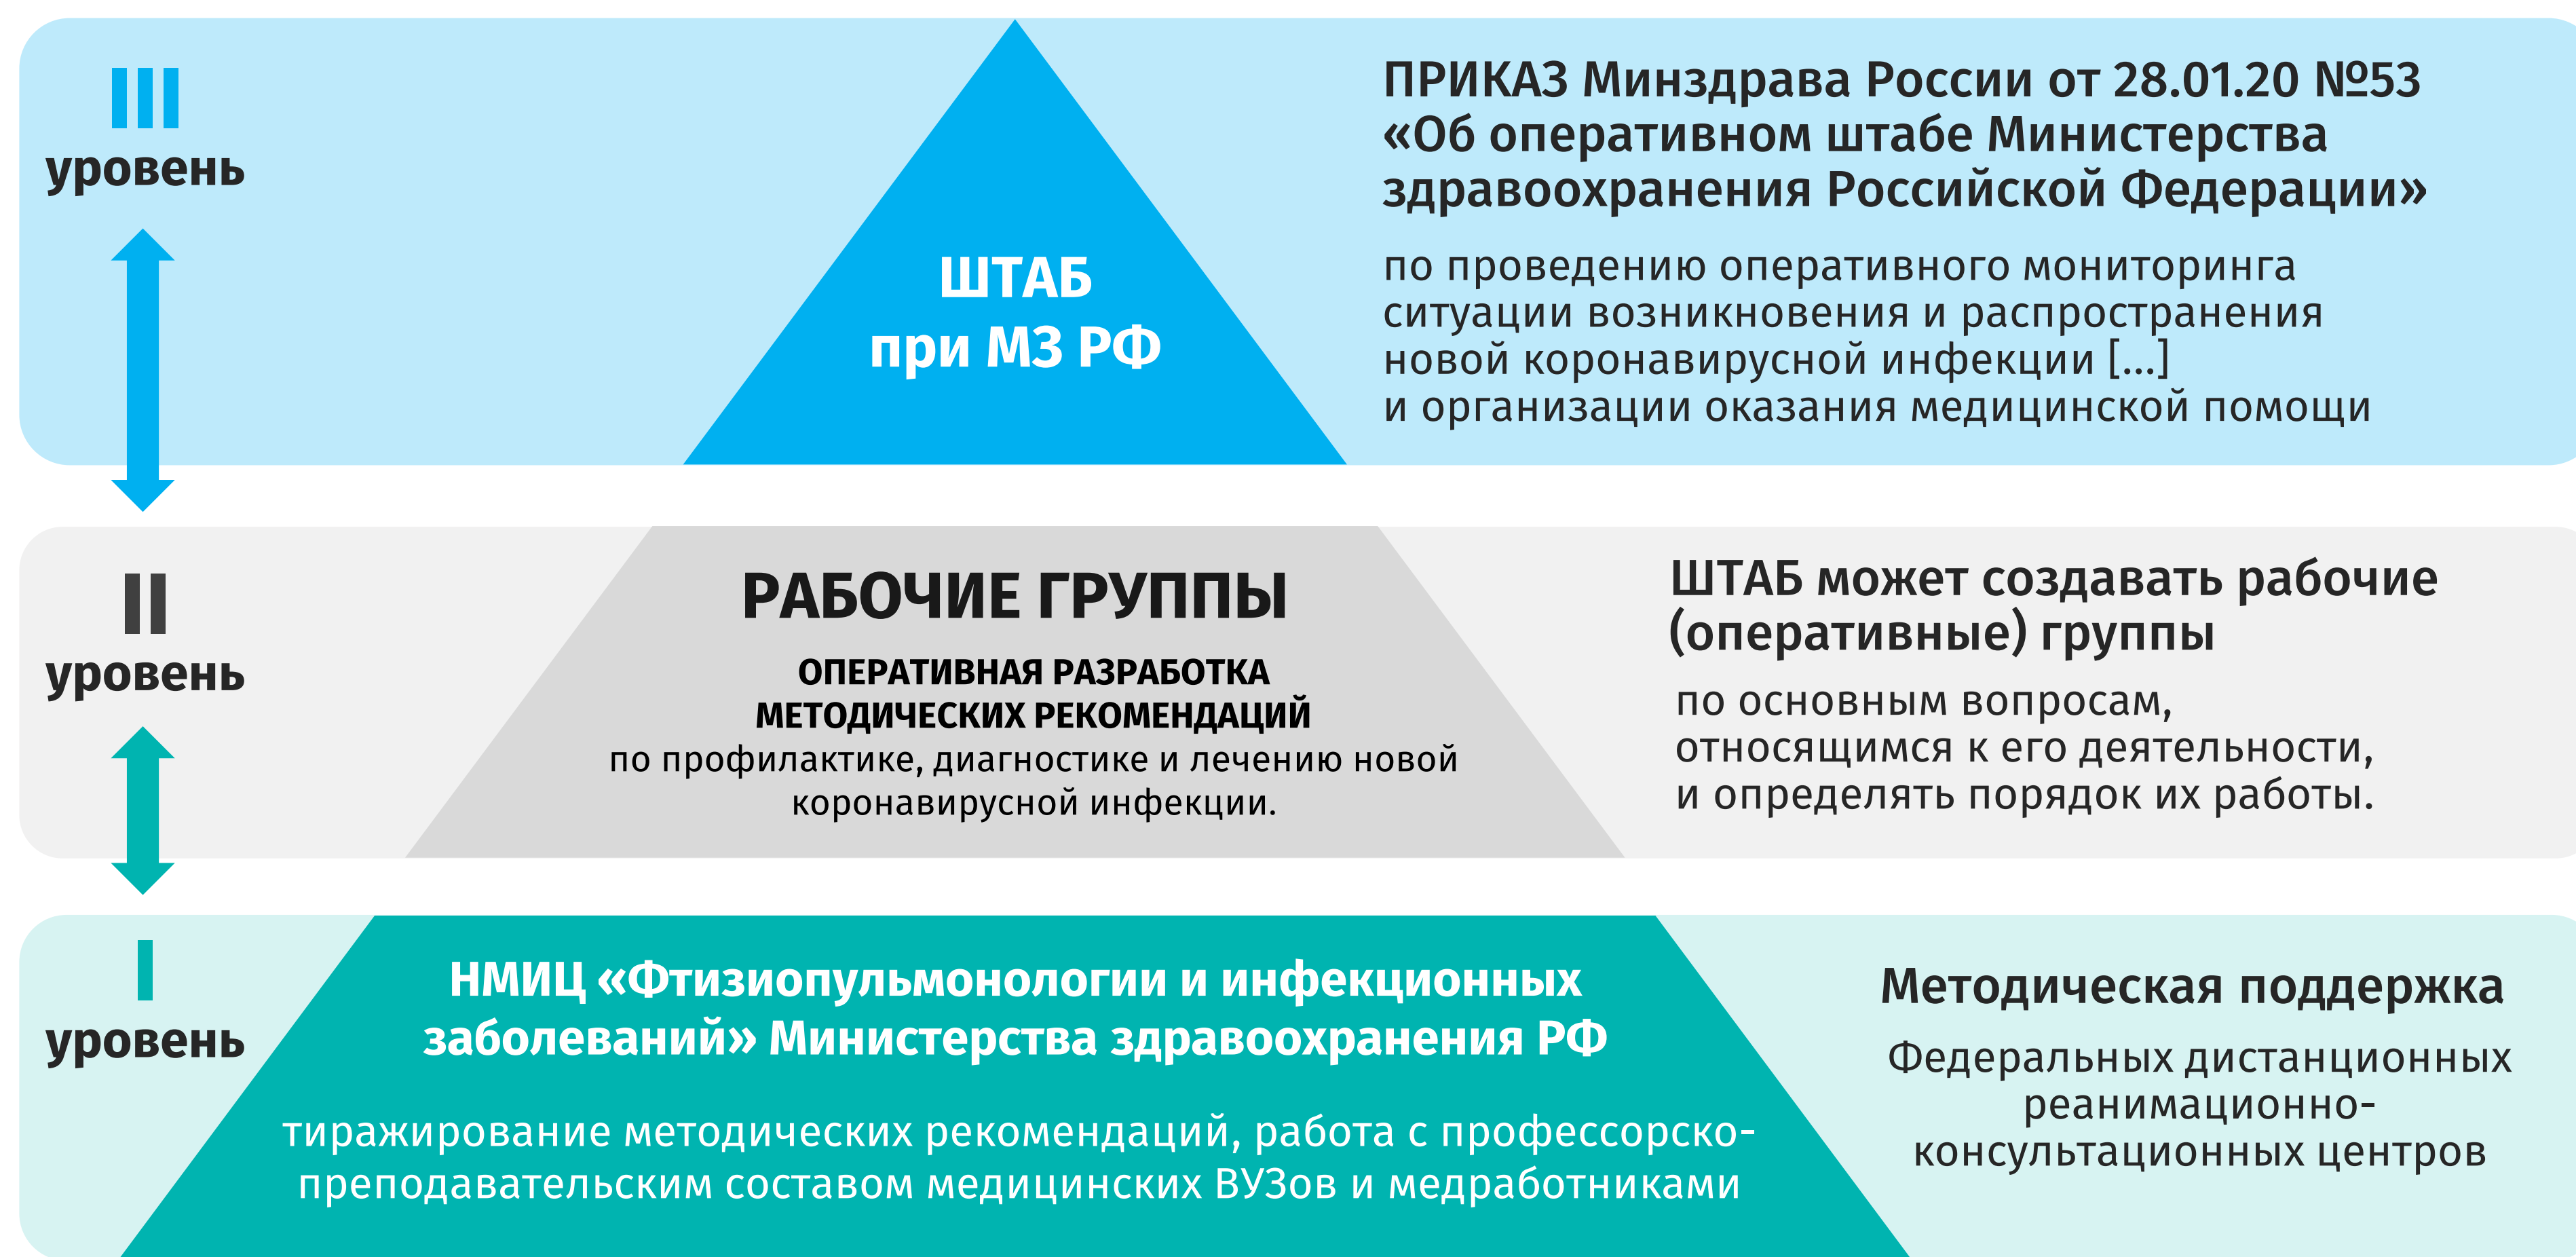 III
уровень
ШТАБ
при МЗ РФ
ПРИКАЗ Минздрава России от 28.01.20 №53
«Об оперативном штабе Министерства
здравоохранения Российской Федерации»
по проведению оперативного мониторинга
ситуации возникновения и распространения
новой коронавирусной инфекции [...]
и организации оказания медицинской помощи
II
уровень
РАБОЧИЕ ГРУППЫ
ОПЕРАТИВНАЯ РАЗРАБОТКА
МЕТОДИЧЕСКИХ РЕКОМЕНДАЦИЙ
по профилактике, диагностике и лечению новой
коронавирусной инфекции.
ШТАБ может создавать рабочие
(оперативные) группы
по основным вопросам,
относящимся к его деятельности,
и определять порядок их работы.
I
уровень
НМИЦ «Фтизиопульмонологии и инфекционных
заболеваний» Министерства здравоохранения РФ
тиражирование методических рекомендаций, работа с профессорско-
преподавательским составом медицинских ВУЗов и медработниками
Методическая поддержка
Федеральных дистанционных
реанимационно-
консультационных центров